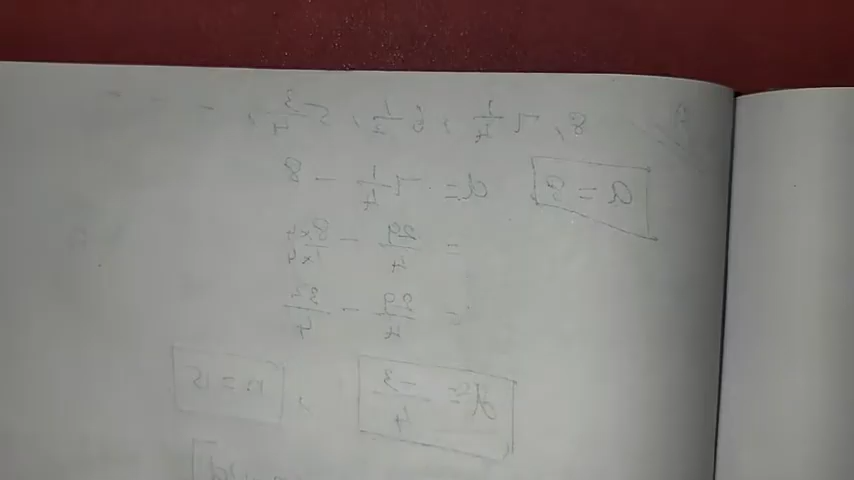 8, 7 1/4, 6 1/2, 5 3/4, - - -
a = 8
d = 7 1/4 - 8
= 29/4 - 8×4/1×4
= 29/4 - 32/4
d = -3/4, n = 15